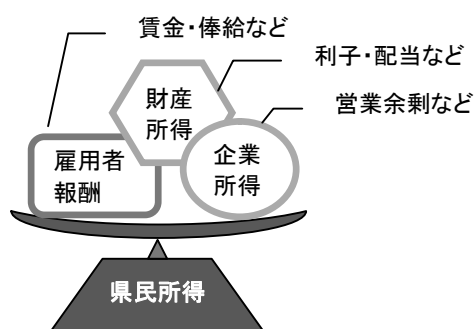 賃金・俸給など
利子・配当など
財産
所得
営業余剰など
雇用者
報酬
企業
所得
県民所得